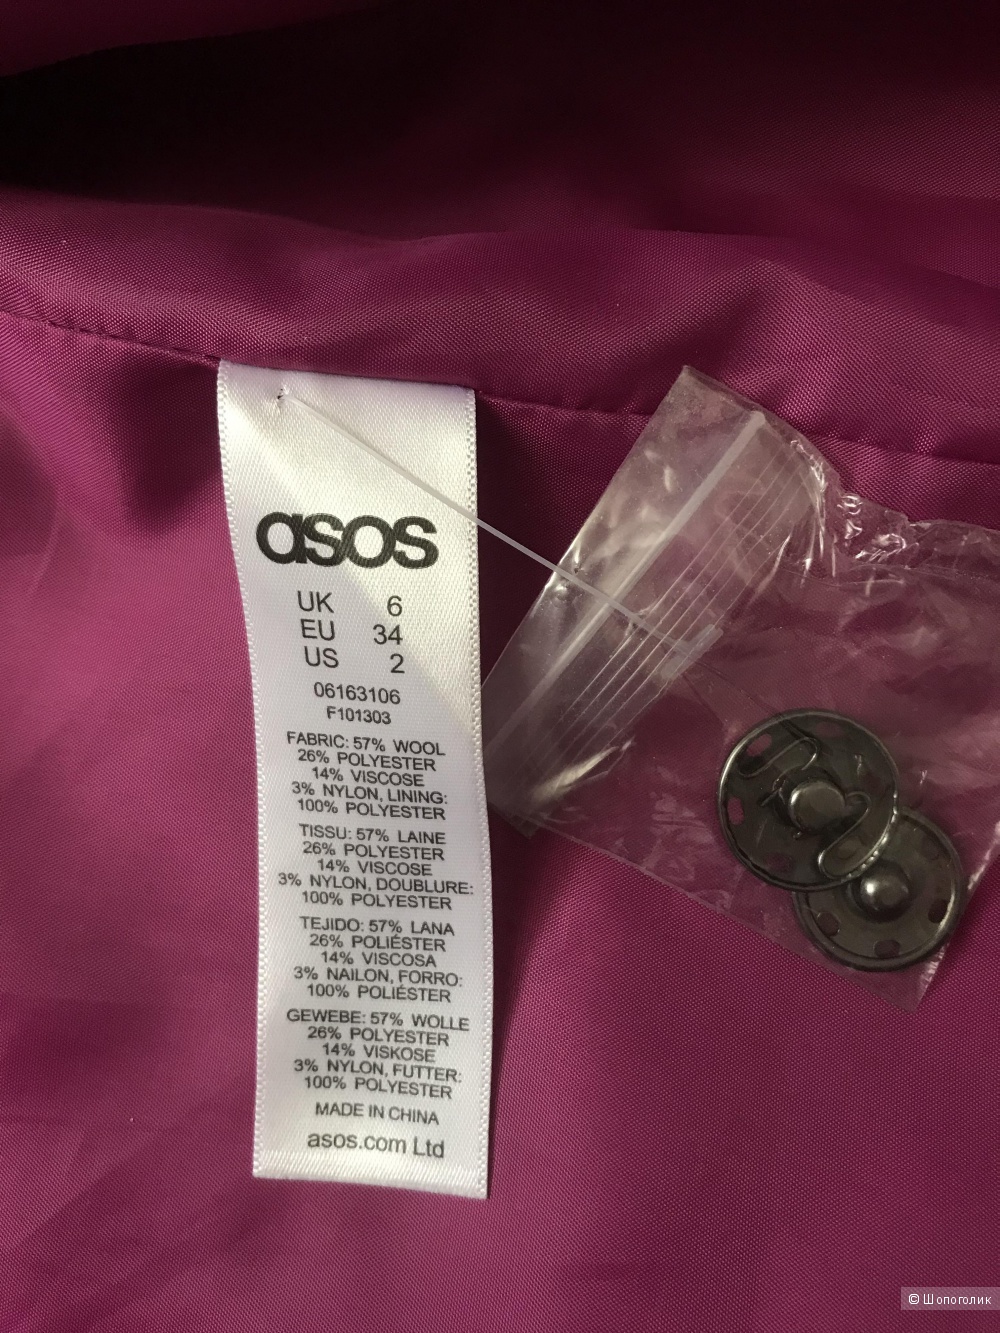 asos
UK 6
EU 34
US 2
06163106
F101303
FABRIC: 57% WOOL
26% POLYESTER
14% VISCOSE
3% NYLON, LINING:
100% POLYESTER
TISSU: 57% LAINE
26% POLYESTER
14% VISCOSE
3% NYLON, DOUBLURE:
100% POLYESTER
TEJIDO: 57% LANA
26% POLIÉSTER
14% VISCOSA
3% NAILON, FORRO:
100% POLIÉSTER
GEWEBE: 57% WOLLE
26% POLYESTER
14% VISKOSE
3% NYLON, FUTTER:
100% POLYESTER
MADE IN CHINA
asos.com Ltd
© Шопоголик